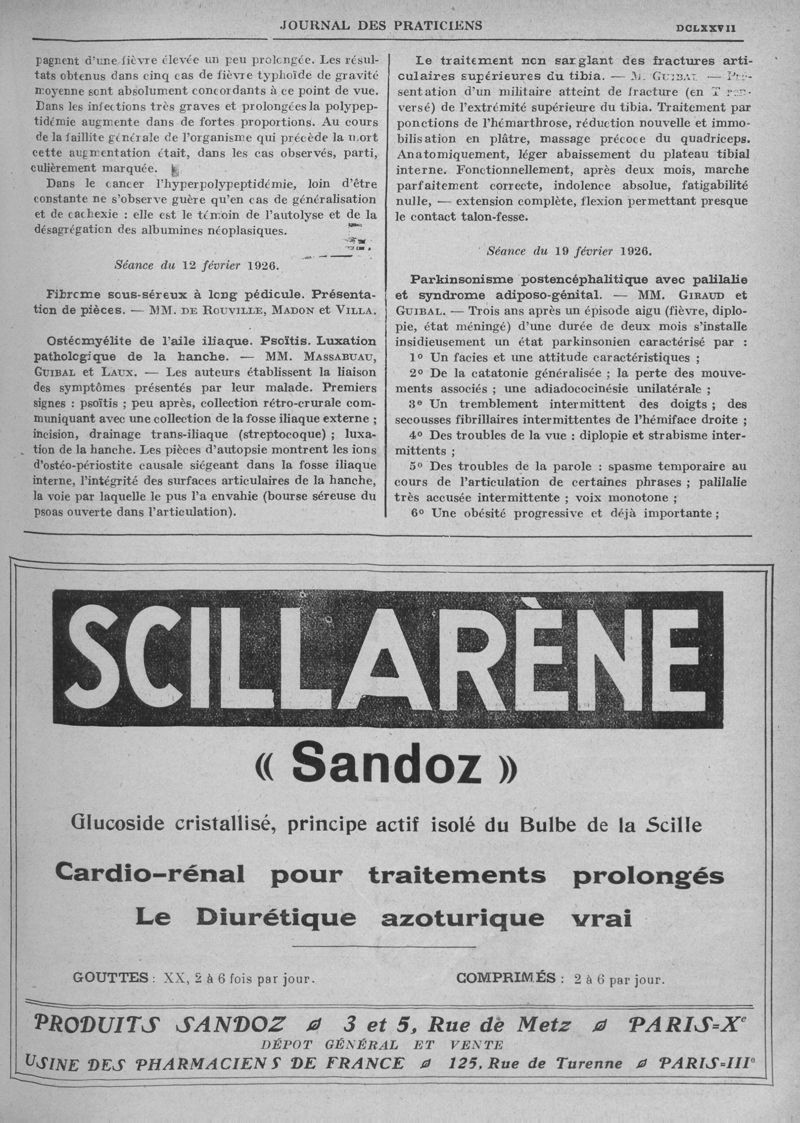 JOURNAL DES PRATICIENS
DCLXXVII
pagnent d'une fièvre élevée un peu prolongée. Les résul-
tats obtenus dans cinq cas de fièvre typhoïde de gravité
moyenne sont absolument concordants à ce point de vue.
Dans les infections très graves et prolongées la polypep-
tidémie augmente dans de fortes proportions. Au cours
de la faillite générale de l'organisme qui précède la mort
cette augmentation était, dans les cas observés, parti,
culièrement marquée.
Dans le cancer l'hyperpolypeptidémie, loin d'être
constante ne s'observe guère qu'en cas de généralisation
et de cachexie : elle est le témoin de l'autolyse et de la
désagrégation des albumines néoplasiques.
Séance du 12 février 1926.
Fibrome sous-séreux à long pédicule. Présenta-
tion de pièces. — MM. DE ROUVILLE, MADON et VILLA.
Ostéomyélite de l'aile iliaque. Psoïtis. Luxation
pathologique de la hanche. — MM. MASSABUAU,
GUIBAL et LAUX. — Les auteurs établissent la liaison
des symptômes présentés par leur malade. Premiers
signes : psoïtis ; peu après, collection rétro-crurale com-
muniquant avec une collection de la fosse iliaque externe ;
incision, drainage trans-iliaque (streptocoque) ; luxa-
tion de la hanche. Les pièces d'autopsie montrent les ions
d'ostéo-périostite causale siégeant dans la fosse iliaque
interne, l'intégrité des surfaces articulaires de la hanche,
la voie par laquelle le pus l'a envahie (bourse séreuse du
psoas ouverte dans l'articulation).
Le traitement non sanglant des fractures arti-
culaires supérieures du tibia. — M. GUIBAL — Pré-
sentation d'un militaire atteint de fracture (en T ren-
versé) de l'extrémité supérieure du tibia. Traitement par
ponctions de l'hémarthrose, réduction nouvelle et immo-
bilisation en plâtre, massage précoce du quadriceps.
Anatomiquement, léger abaissement du plateau tibial
interne. Fonctionnellement, après deux mois, marche
parfaitement correcte, indolence absolue, fatigabilité
nulle, — extension complète, flexion permettant presque
le contact talon-fesse.
Séance du 19 février 1926.
Parkinsonisme postencéphalitique avec palilalie
et syndrome adiposo-génital. — MM. GIRAUD et
GUIBAL. — Trois ans après un épisode aigu (fièvre, diplo-
pie, état méningé) d'une durée de deux mois s'installe
insidieusement un état parkinsonien caractérisé par :
1° Un facies et une attitude caractéristiques ;
2° De la catatonie généralisée ; la perte des mouve-
ments associés ; une adiadococinésie unilatérale ;
3° Un tremblement intermittent des doigts ; des
secousses fibrillaires intermittentes de l'hémiface droite ;
4° Des troubles de la vue : diplopie et strabisme inter-
mittents ;
5° Des troubles de la parole : spasme temporaire au
cours de l'articulation de certaines phrases ; palilalie
très accusée intermittente ; voix monotone ;
6° Une obésité progressive et déjà importante ;
SCILLARÈNE
« Sandoz »
Glucoside cristallisé, principe actif isolé du Bulbe de la Scille
Cardio-rénal pour traitements prolongés
Le Diurétique azoturique vrai
GOUTTES : XX, 2 à 6 fois par jour.
COMPRIMÉS : 2 à 6 par jour.
PRODUITS SANDOZ 3 et 5, Rue de Metz PARIS=Xe
DÉPOT GÉNÉRAL ET VENTE
USINE DES PHARMACIENS DE FRANCE 125, Rue de Turenne PARIS=IIIe